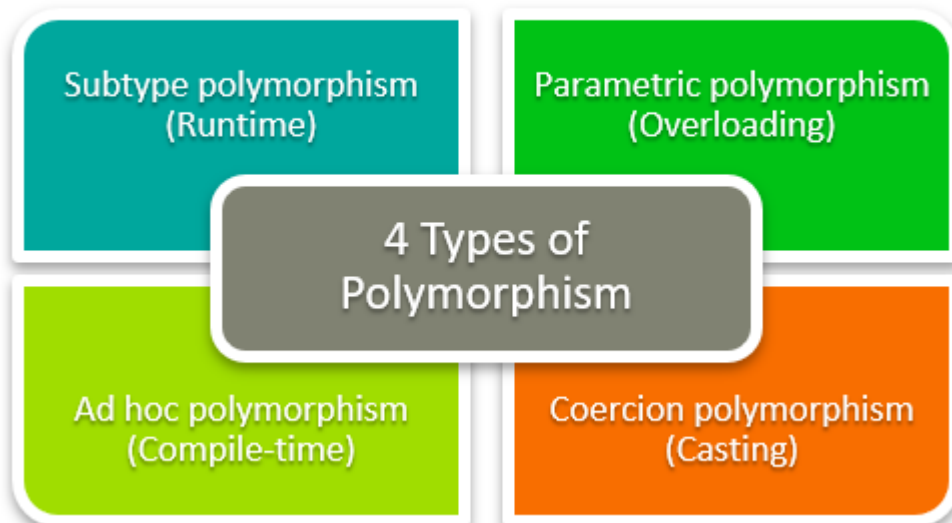 Subtype polymorphism
(Runtime)
Parametric polymorphism
(Overloading)
4 Types of
Polymorphism
Ad hoc polymorphism
(Compile-time)
Coercion polymorphism
(Casting)